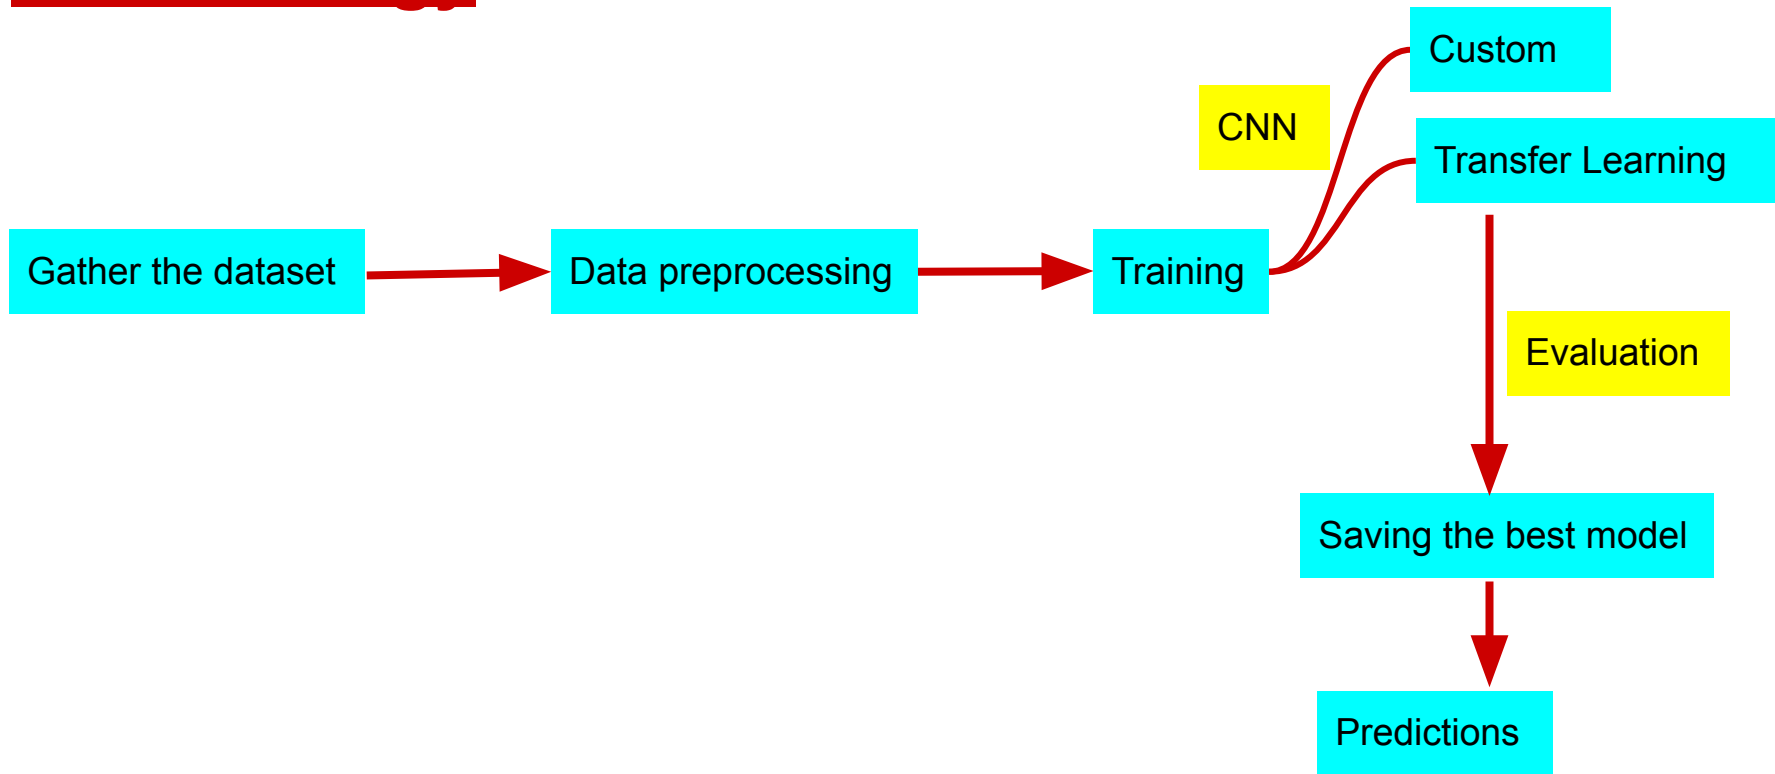 Custom
CNN
Transfer Learning
Gather the dataset
Data preprocessing
Training
Evaluation
Saving the best model
Predictions